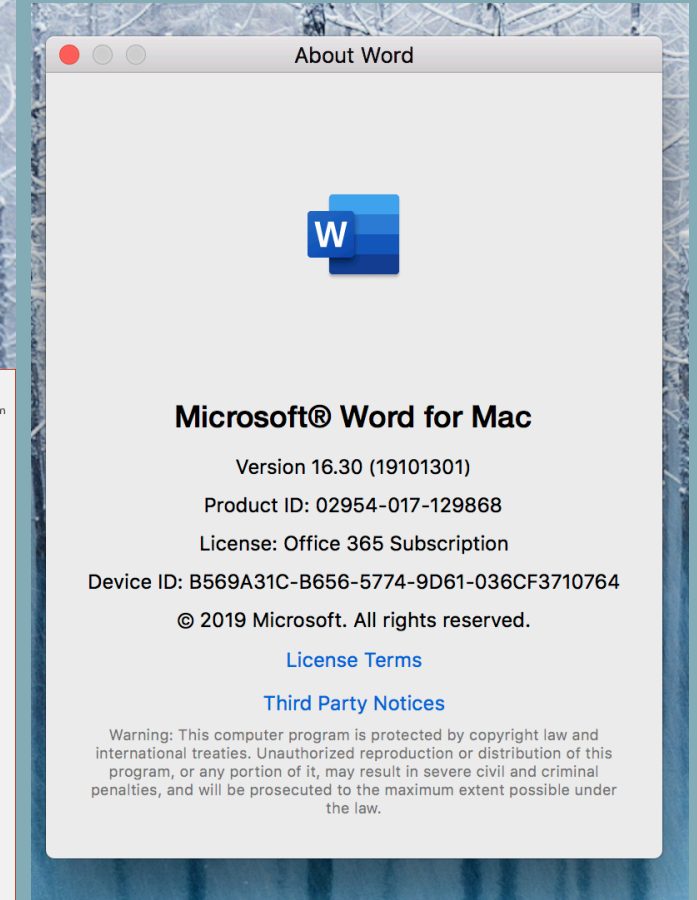 About Word
W
Microsoft® Word for Mac
Version 16.30 (19101301)
Product ID: 02954-017-129868
License: Office 365 Subscription
Device ID: B569A31C-B656-5774-9D61-036CF3710764
© 2019 Microsoft. All rights reserved.
License Terms
Third Party Notices
Warning: This computer program is protected by copyright law and
international treaties. Unauthorized reproduction or distribution of this
program, or any portion of it, may result in severe civil and criminal
penalties, and will be prosecuted to the maximum extent possible under
the law.